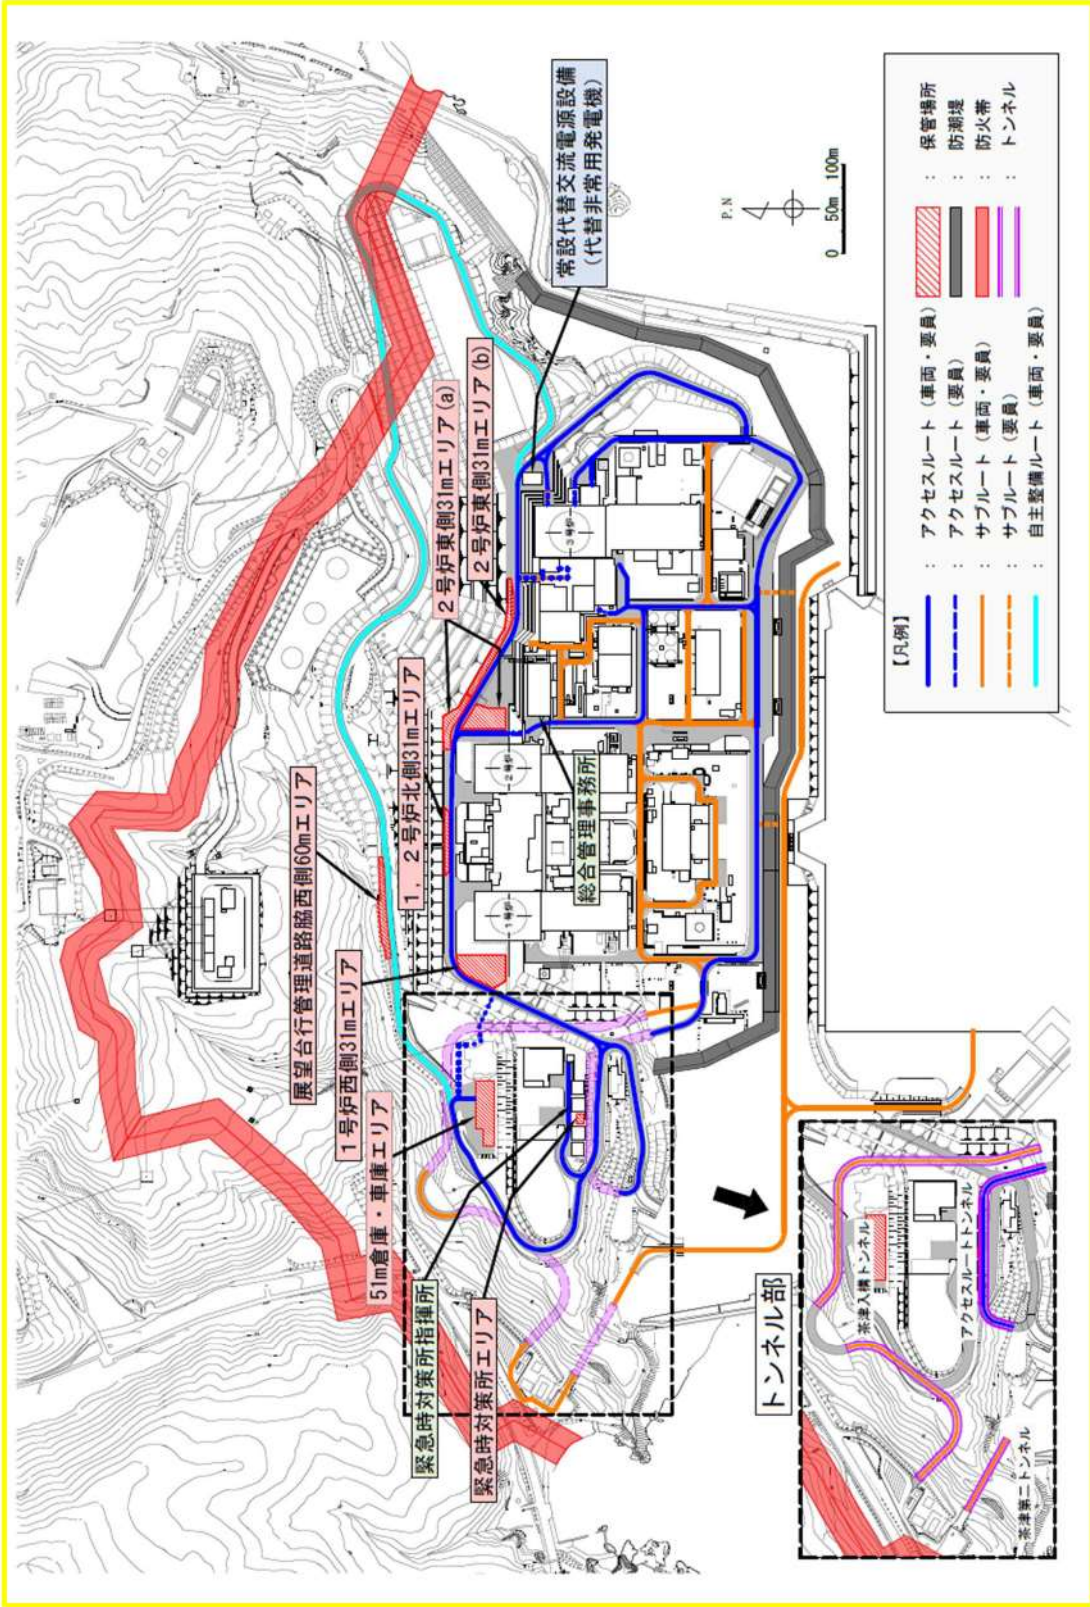 展望台行管理道路脇西側60mエリア
1号炉西側31mエリア
1，2号炉北側31mエリア
2号炉東側31mエリア(a)
2号炉東側31mエリア(b)
常設代替交流電源設備
(代替非常用発電機)
51m倉庫・車庫エリア
緊急時対策所指揮所
緊急時対策所エリア
総合管理事務所
1号炉
2号炉
3号炉
P.N
0 50m 100m
トンネル部
茶津入構トンネル
アクセスルートトンネル
茶津第二トンネル
【凡例】
： アクセスルート（車両・要員）
： アクセスルート（要員）
： サブルート（車両・要員）
： サブルート（要員）
： 自主整備ルート（車両・要員）
： 保管場所
： 防潮堤
： 防火帯
： トンネル